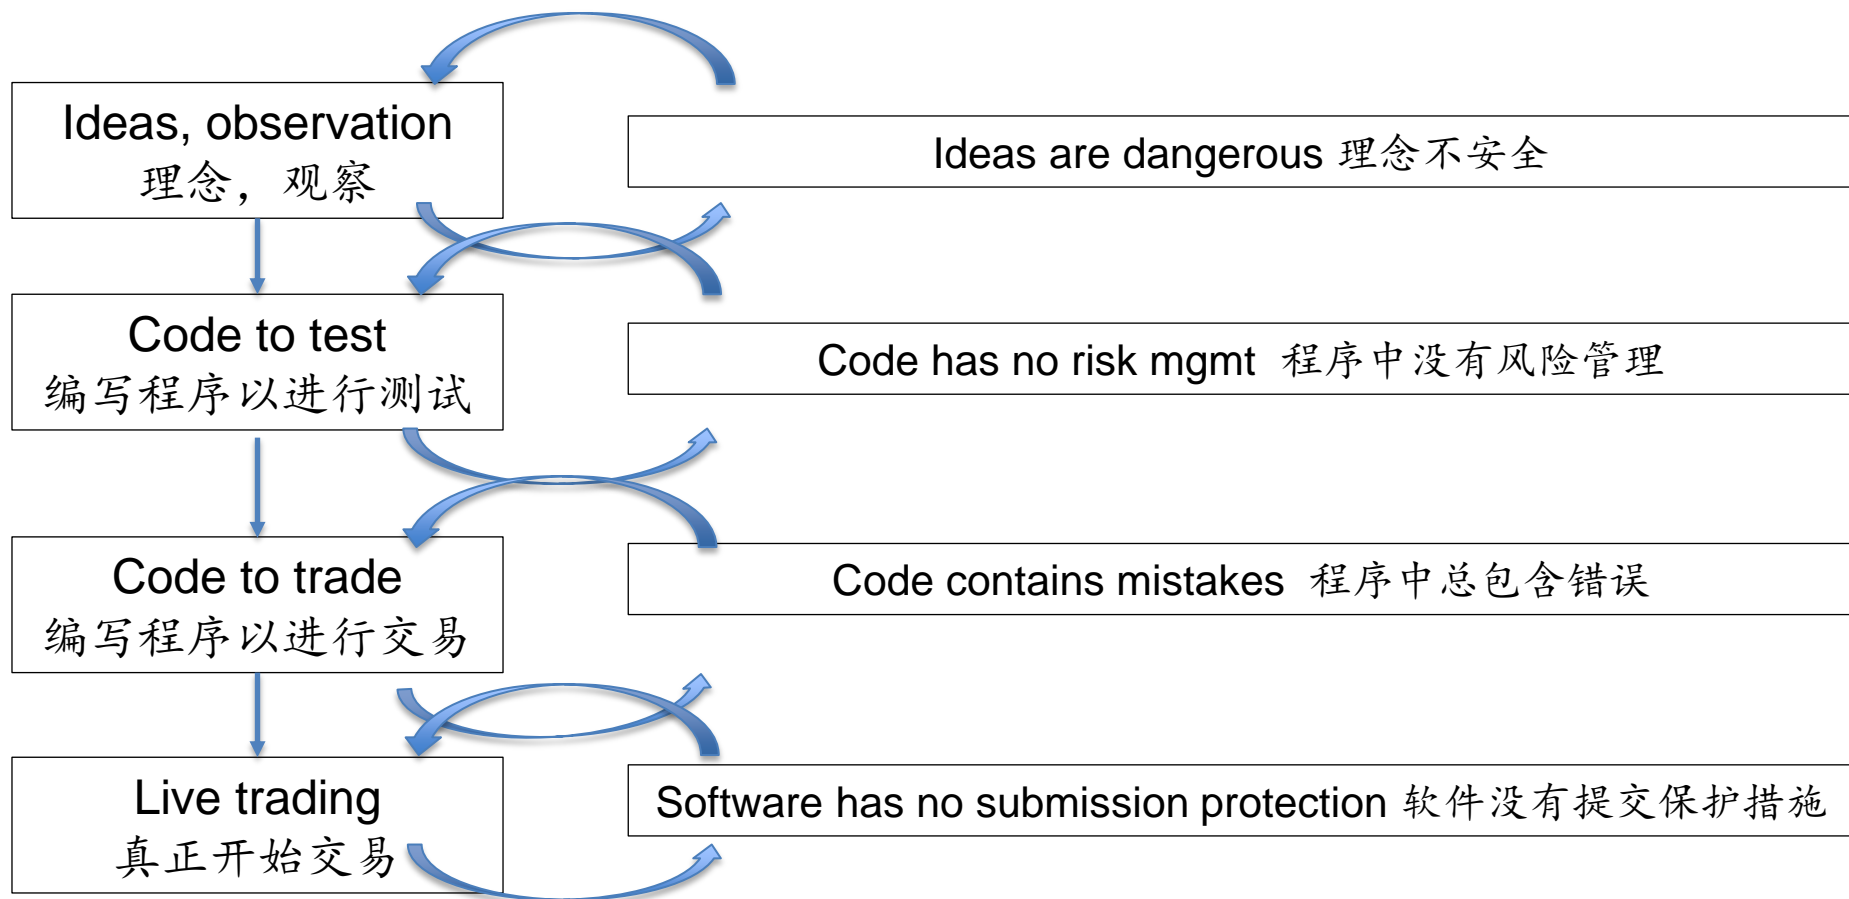 Ideas, observation
理念，观察
Ideas are dangerous 理念不安全
Code to test
编写程序以进行测试
Code has no risk mgmt 程序中没有风险管理
Code to trade
编写程序以进行交易
Code contains mistakes 程序中总包含错误
Live trading
真正开始交易
Software has no submission protection 软件没有提交保护措施